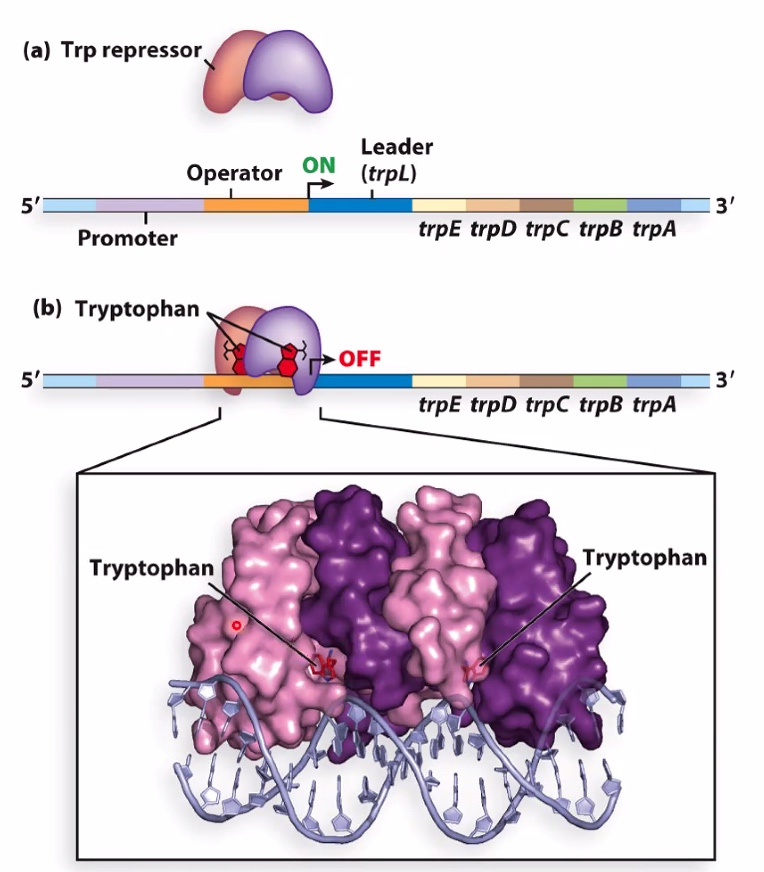 (a) Trp repressor
Leader
(trpL)
Operator
ON
5′
3′
Promoter
trpE trpD trpC trpB trpA
(b) Tryptophan
OFF
5′
3′
trpE trpD trpC trpB trpA
Tryptophan
Tryptophan